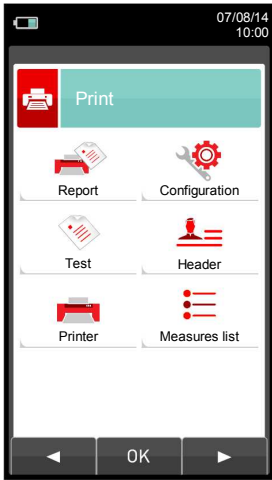 07/08/14
10:00
Print
Report
Configuration
Test
Header
Printer
Measures list
OK